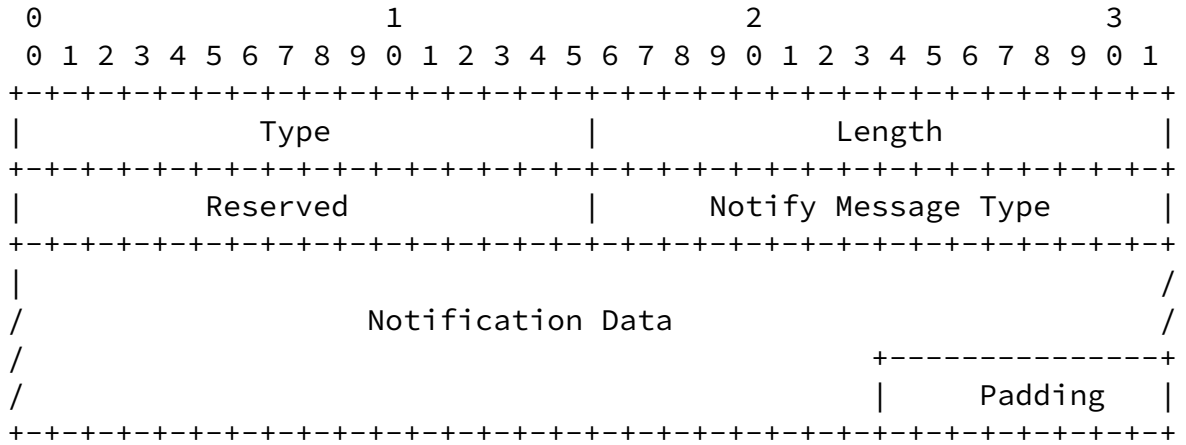 0                   1                   2                   3
0 1 2 3 4 5 6 7 8 9 0 1 2 3 4 5 6 7 8 9 0 1 2 3 4 5 6 7 8 9 0 1
+-+-+-+-+-+-+-+-+-+-+-+-+-+-+-+-+-+-+-+-+-+-+-+-+-+-+-+-+-+-+-+-+
|             Type              |             Length            |
+-+-+-+-+-+-+-+-+-+-+-+-+-+-+-+-+-+-+-+-+-+-+-+-+-+-+-+-+-+-+-+-+
|          Reserved             |      Notify Message Type      |
+-+-+-+-+-+-+-+-+-+-+-+-+-+-+-+-+-+-+-+-+-+-+-+-+-+-+-+-+-+-+-+-+
|                                                               /
/                   Notification Data                           /
/                                               +---------------+
/                                               |     Padding   |
+-+-+-+-+-+-+-+-+-+-+-+-+-+-+-+-+-+-+-+-+-+-+-+-+-+-+-+-+-+-+-+-+